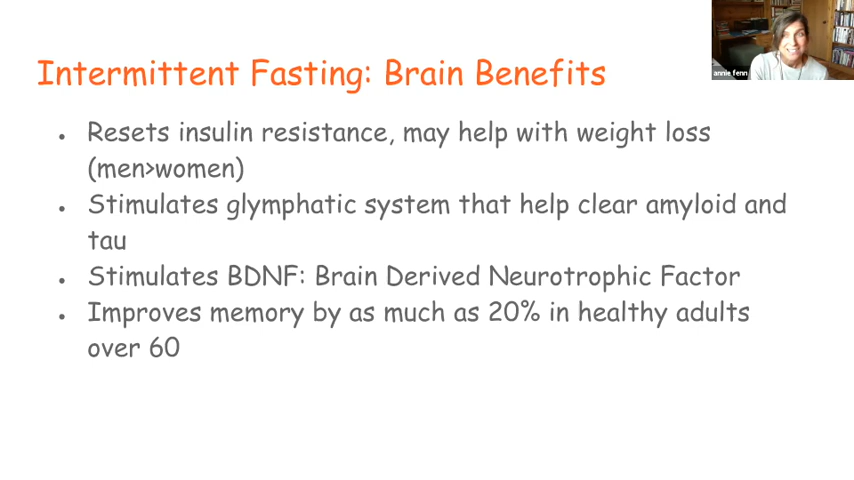 Intermittent Fasting: Brain Benefits
annie fenn
• Resets insulin resistance, may help with weight loss
(men>women)
• Stimulates glymphatic system that help clear amyloid and
tau
• Stimulates BDNF: Brain Derived Neurotrophic Factor
• Improves memory by as much as 20% in healthy adults
over 60